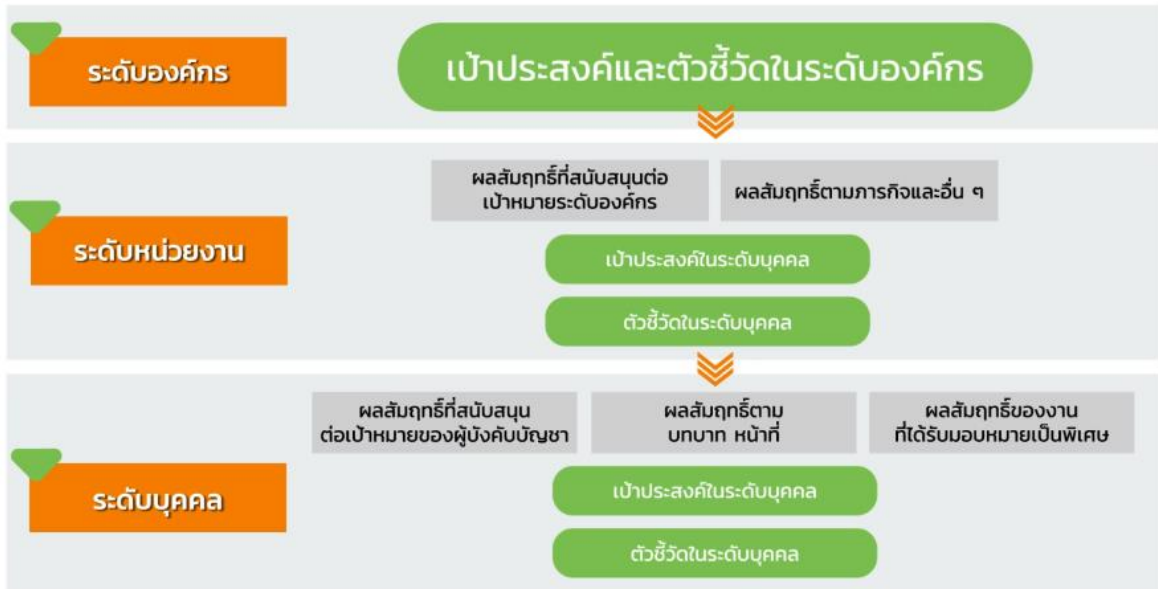 ระดับองค์กร
เป้าประสงค์และตัวชี้วัดในระดับองค์กร
ผลสัมฤทธิ์ที่สนับสนุนต่อ
เป้าหมายระดับองค์กร
ผลสัมฤทธิ์ตามภารกิจและอื่น ๆ
ระดับหน่วยงาน
เป้าประสงค์ในระดับบุคคล
ตัวชี้วัดในระดับบุคคล
ผลสัมฤทธิ์ที่สนับสนุน
ต่อเป้าหมายของผู้บังคับบัญชา
ผลสัมฤทธิ์ตาม
บทบาท หน้าที่
ผลสัมฤทธิ์ของงาน
ที่ได้รับมอบหมายเป็นพิเศษ
ระดับบุคคล
เป้าประสงค์ในระดับบุคคล
ตัวชี้วัดในระดับบุคคล